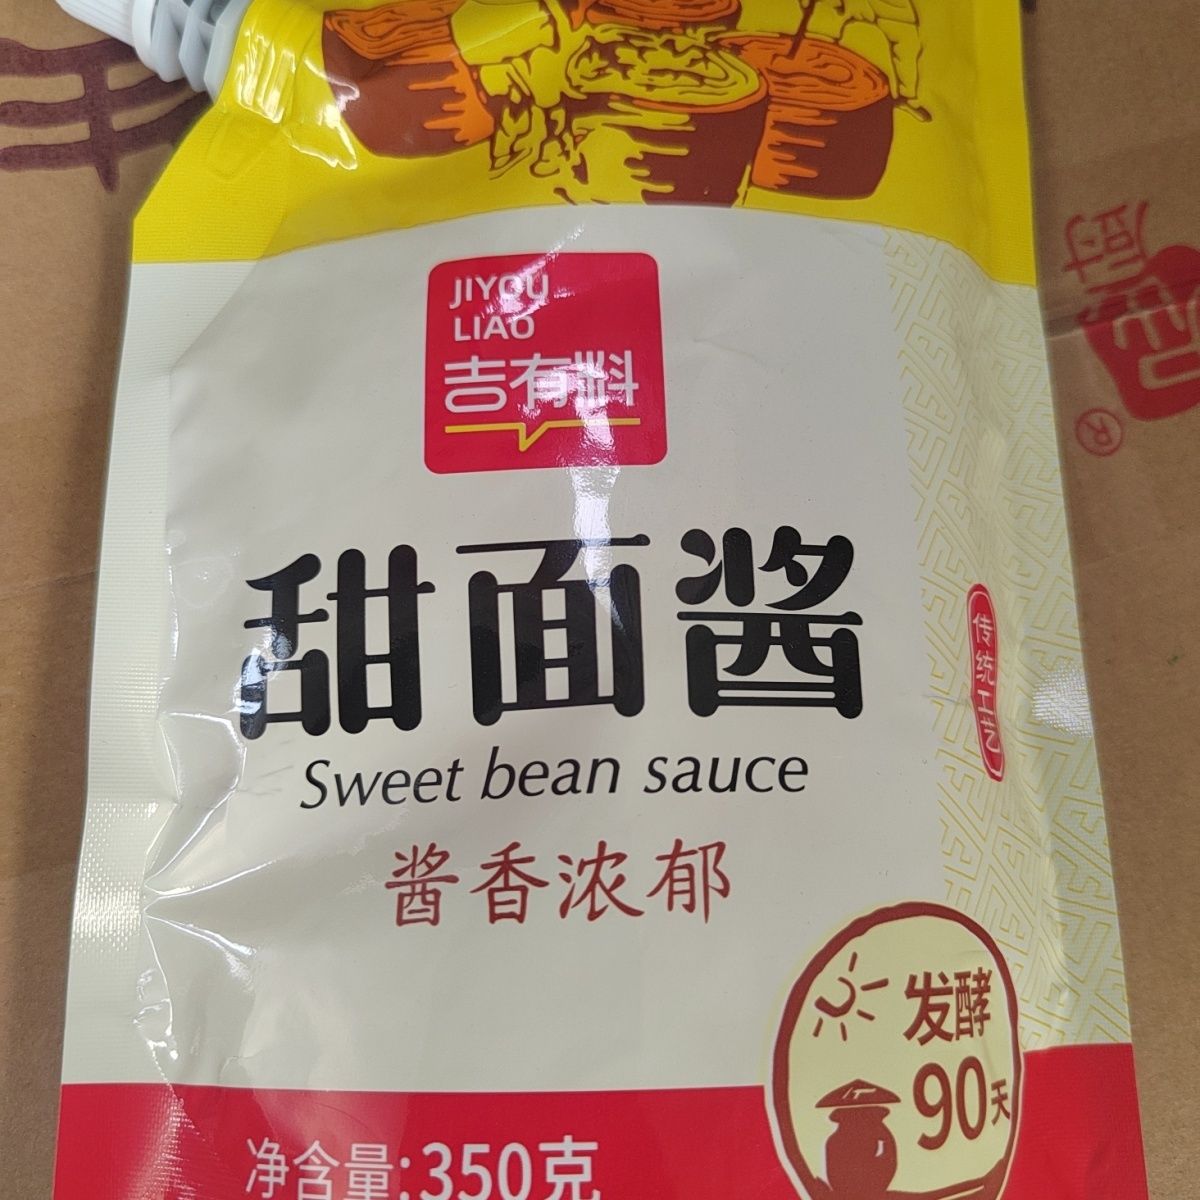 JIYOU
LIAO
吉有料
甜面酱
Sweet bean sauce
酱香浓郁
传统工艺
发酵
90天
净含量:350克